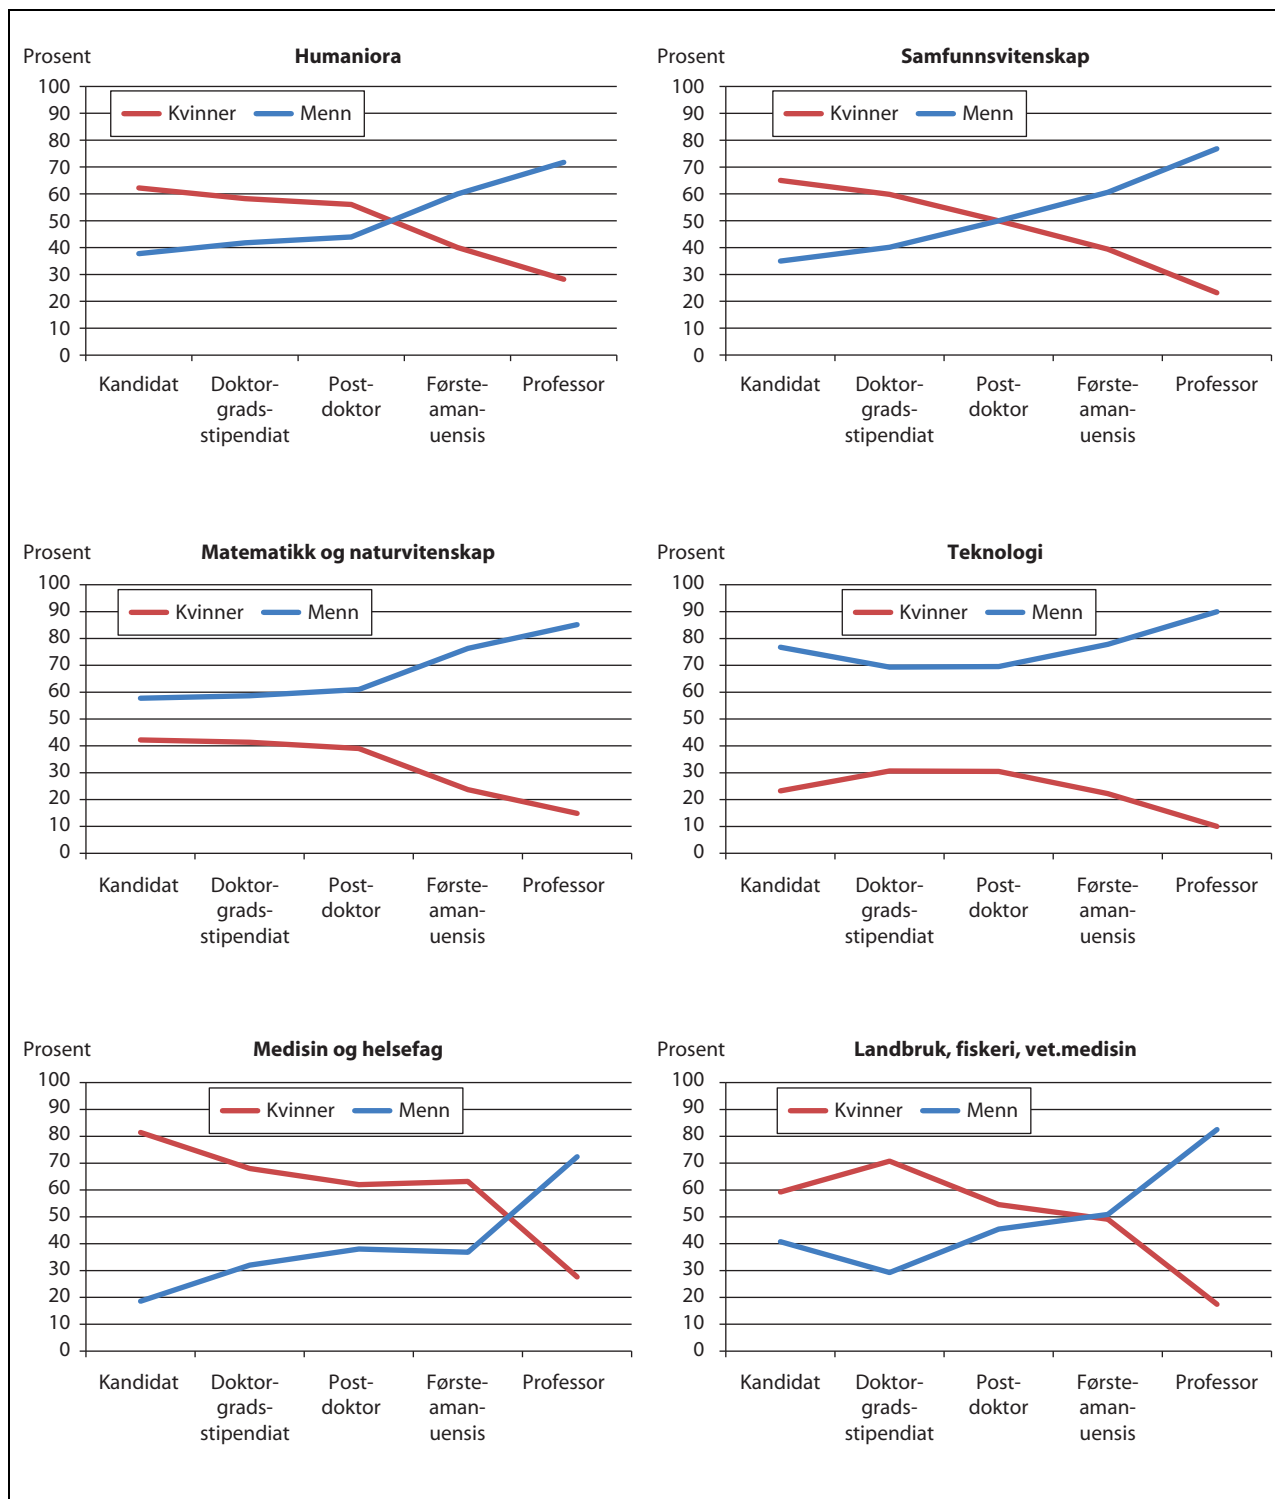 Prosent
Humaniora
100
90
80
70
60
50
40
30
20
10
0
Kvinner
Menn
Kandidat
Doktor-
grads-
stipendiat
Post-
doktor
Første-
aman-
uensis
Professor
Prosent
Samfunnsvitenskap
100
90
80
70
60
50
40
30
20
10
0
Kvinner
Menn
Kandidat
Doktor-
grads-
stipendiat
Post-
doktor
Første-
aman-
uensis
Professor
Prosent
Matematikk og naturvitenskap
100
90
80
70
60
50
40
30
20
10
0
Kvinner
Menn
Kandidat
Doktor-
grads-
stipendiat
Post-
doktor
Første-
aman-
uensis
Professor
Prosent
Teknologi
100
90
80
70
60
50
40
30
20
10
0
Kvinner
Menn
Kandidat
Doktor-
grads-
stipendiat
Post-
doktor
Første-
aman-
uensis
Professor
Prosent
Medisin og helsefag
100
90
80
70
60
50
40
30
20
10
0
Kvinner
Menn
Kandidat
Doktor-
grads-
stipendiat
Post-
doktor
Første-
aman-
uensis
Professor
Prosent
Landbruk, fiskeri, vet.medisin
100
90
80
70
60
50
40
30
20
10
0
Kvinner
Menn
Kandidat
Doktor-
grads-
stipendiat
Post-
doktor
Første-
aman-
uensis
Professor